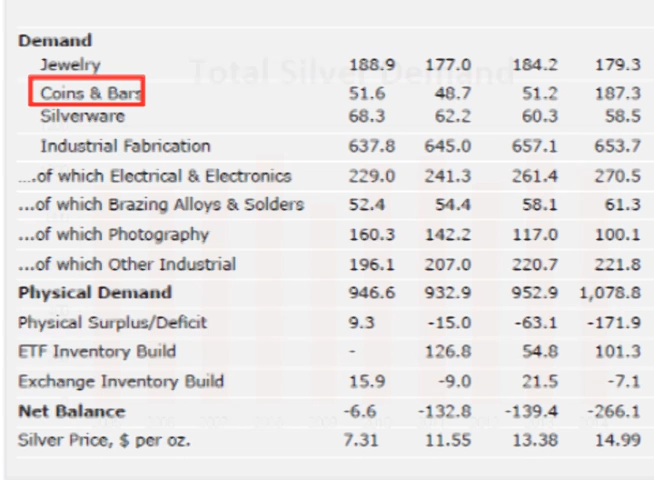 Total Silver Demand
Demand
Jewelry 188.9 177.0 184.2 179.3
Coins & Bars 51.6 48.7 51.2 187.3
Silverware 68.3 62.2 60.3 58.5
Industrial Fabrication 637.8 645.0 657.1 653.7
....of which Electrical & Electronics 229.0 241.3 261.4 270.5
...of which Brazing Alloys & Solders 52.4 54.4 58.1 61.3
...of which Photography 160.3 142.2 117.0 100.1
...of which Other Industrial 196.1 207.0 220.7 221.8
Physical Demand 946.6 932.9 952.9 1,078.8
Physical Surplus/Deficit 9.3 -15.0 -63.1 -171.9
ETF Inventory Build - 126.8 54.8 101.3
Exchange Inventory Build 15.9 -9.0 21.5 -7.1
Net Balance -6.6 -132.8 -139.4 -266.1
Silver Price, $ per oz. 7.31 11.55 13.38 14.99